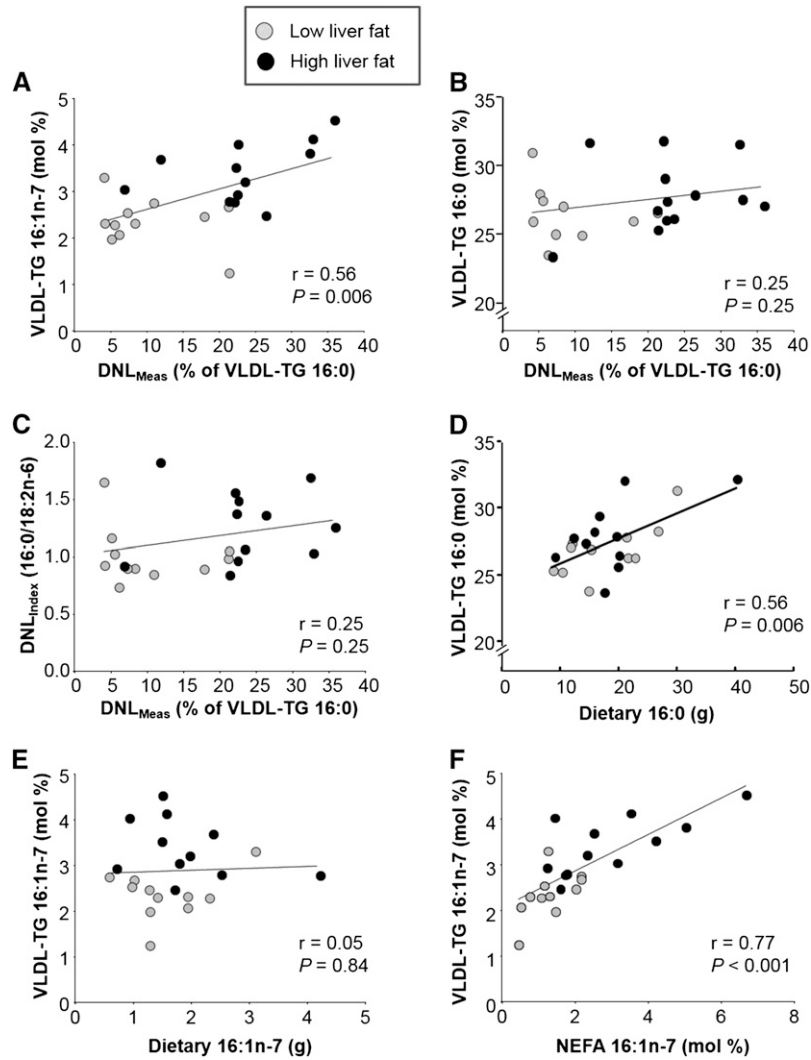 Low liver fat
High liver fat
A
VLDL-TG 16:1n-7 (mol %)
5
4
3
2
1
0
r = 0.56
P = 0.006
0 5 10 15 20 25 30 35 40
DNLMeas (% of VLDL-TG 16:0)
B
VLDL-TG 16:0 (mol %)
35
30
25
20
r = 0.25
P = 0.25
0 5 10 15 20 25 30 35 40
DNLMeas (% of VLDL-TG 16:0)
C
DNLIndex (16:0/18:2n-6)
2.0
1.5
1.0
0.5
0.0
r = 0.25
P = 0.25
0 5 10 15 20 25 30 35 40
DNLMeas (% of VLDL-TG 16:0)
D
VLDL-TG 16:0 (mol %)
35
30
25
20
r = 0.56
P = 0.006
0 10 20 30 40 50
Dietary 16:0 (g)
E
VLDL-TG 16:1n-7 (mol %)
5
4
3
2
1
0
r = 0.05
P = 0.84
0 1 2 3 4 5
Dietary 16:1n-7 (g)
F
VLDL-TG 16:1n-7 (mol %)
5
4
3
2
1
0
r = 0.77
P < 0.001
0 2 4 6 8
NEFA 16:1n-7 (mol %)